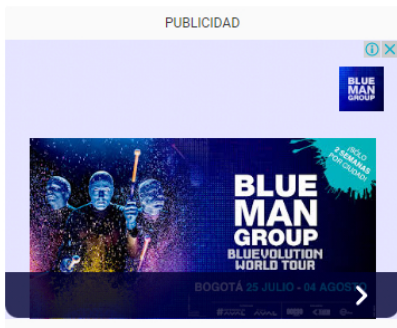 PUBLICIDAD
BLUE
MAN
GROUP
¡SÓLO
2 SEMANAS
POR CIUDAD!
BLUE
MAN
GROUP
BLUEVOLUTION
WORLD TOUR
BOGOTÁ 25 JULIO - 04 AGOSTO